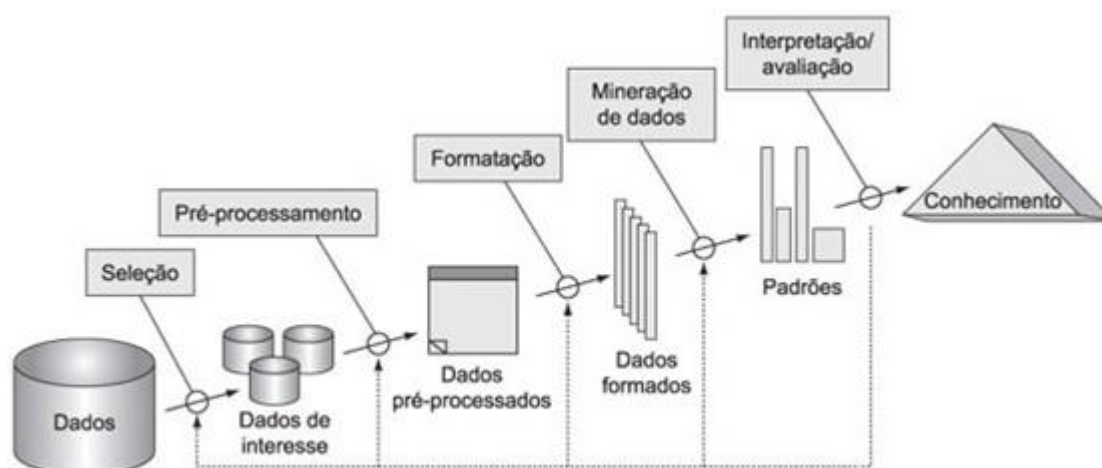 Interpretação/
avaliação
Mineração
de dados
Formatação
Pré-processamento
Seleção
Conhecimento
Padrões
Dados
formados
Dados
pré-processados
Dados de
interesse
Dados